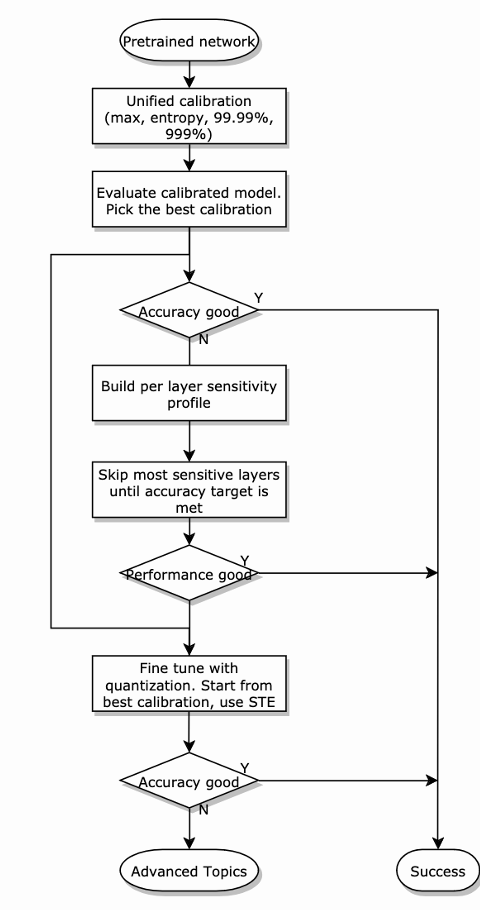 Pretrained network
Unified calibration
(max, entropy, 99.99%,
999%)
Evaluate calibrated model.
Pick the best calibration
Y
Accuracy good
N
Build per layer sensitivity
profile
Skip most sensitive layers
until accuracy target is
met
Y
Performance good
Fine tune with
quantization. Start from
best calibration, use STE
Y
Accuracy good
N
Advanced Topics
Success